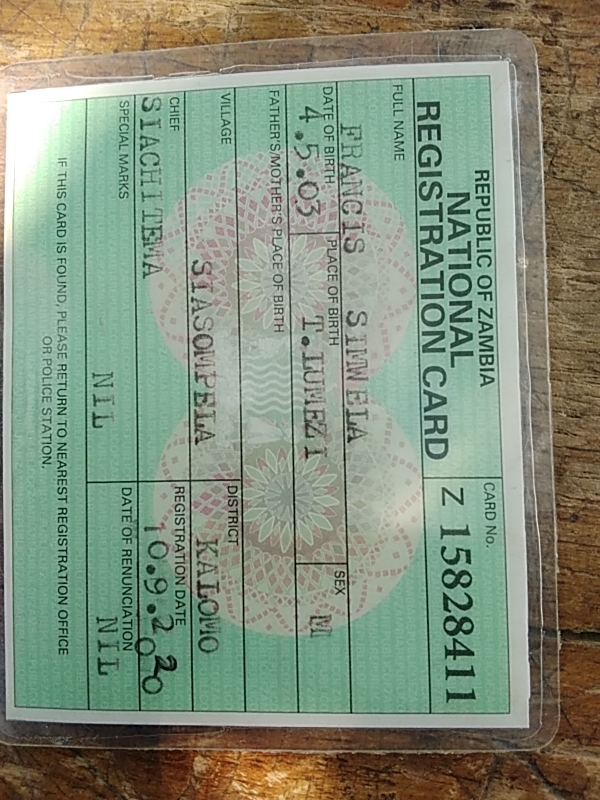 REPUBLIC OF ZAMBIA
NATIONAL
REGISTRATION CARD
CARD No.
Z 15828411
FULL NAME
FRANCIS SIMWELA
DATE OF BIRTH
PLACE OF BIRTH
SEX
4.5.03
T.LUMEZI
M
FATHER'S/MOTHER'S PLACE OF BIRTH
VILLAGE
DISTRICT
SIASOMPELA
KALOMO
CHIEF
REGISTRATION DATE
SIACHITEMA
10.9.2020
SPECIAL MARKS
DATE OF RENUNCIATION
NIL
NIL
IF THIS CARD IS FOUND, PLEASE RETURN TO NEAREST REGISTRATION OFFICE
OR POLICE STATION.